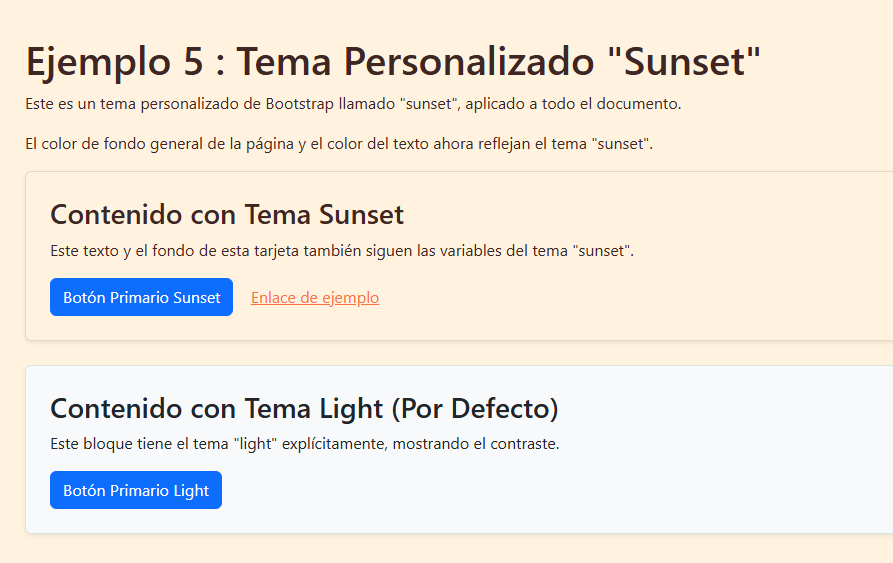 Ejemplo 5 : Tema Personalizado "Sunset"
Este es un tema personalizado de Bootstrap llamado "sunset", aplicado a todo el documento.
El color de fondo general de la página y el color del texto ahora reflejan el tema "sunset".
Contenido con Tema Sunset
Este texto y el fondo de esta tarjeta también siguen las variables del tema "sunset".
Botón Primario Sunset Enlace de ejemplo
Contenido con Tema Light (Por Defecto)
Este bloque tiene el tema "light" explícitamente, mostrando el contraste.
Botón Primario Light